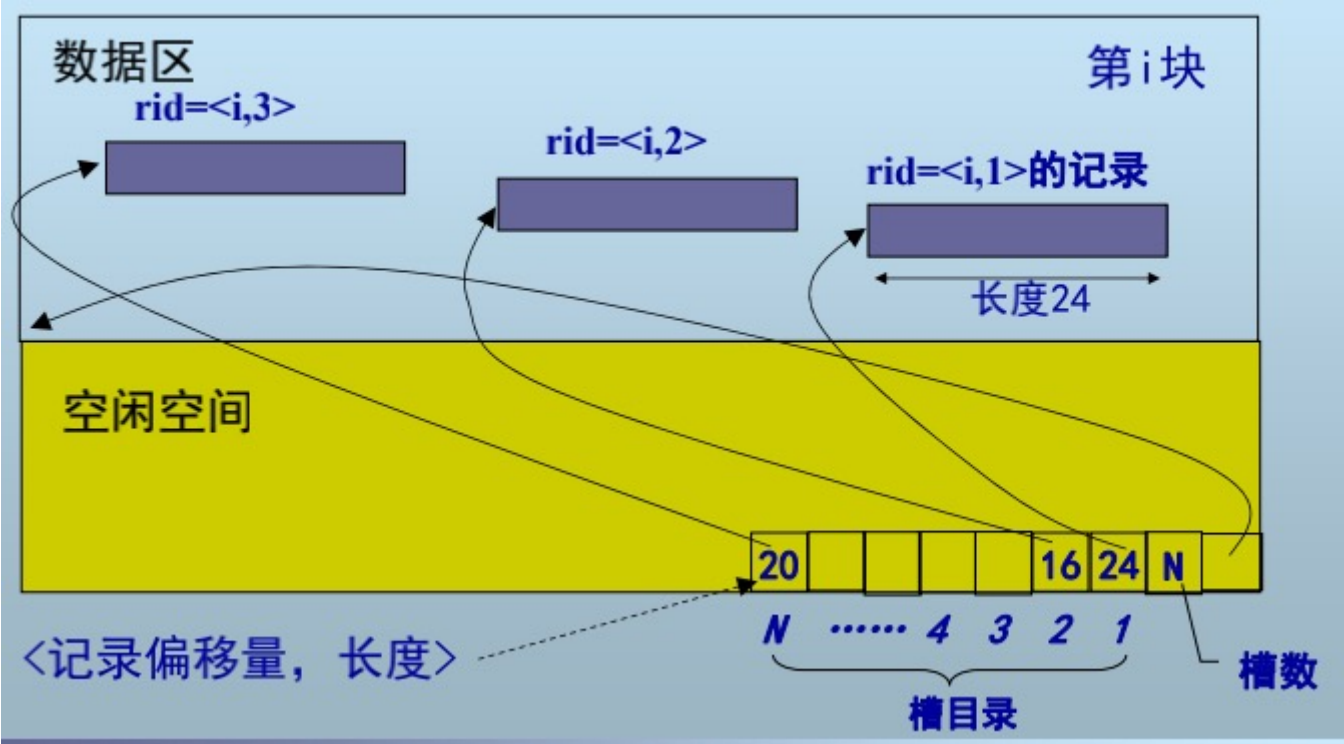 数据区
第i块
rid=<i,3>
rid=<i,2>
rid=<i,1>的记录
长度24
空闲空间
20 16 24 N
N …… 4 3 2 1
<记录偏移量，长度>
槽数
槽目录